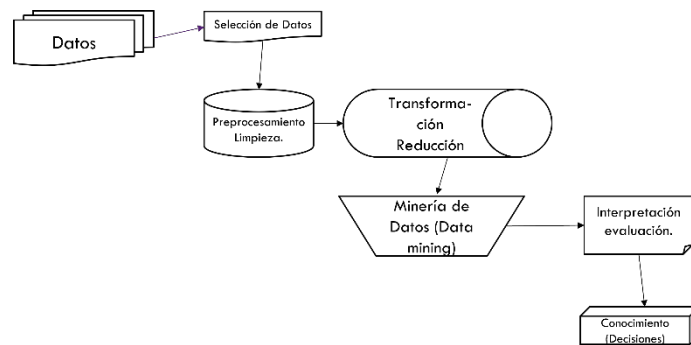 Datos
Selección de Datos
Preprocesamiento
Limpieza.
Transforma-
ción
Reducción
Minería de
Datos (Data
mining)
Interpretación
evaluación.
Conocimiento
(Decisiones)